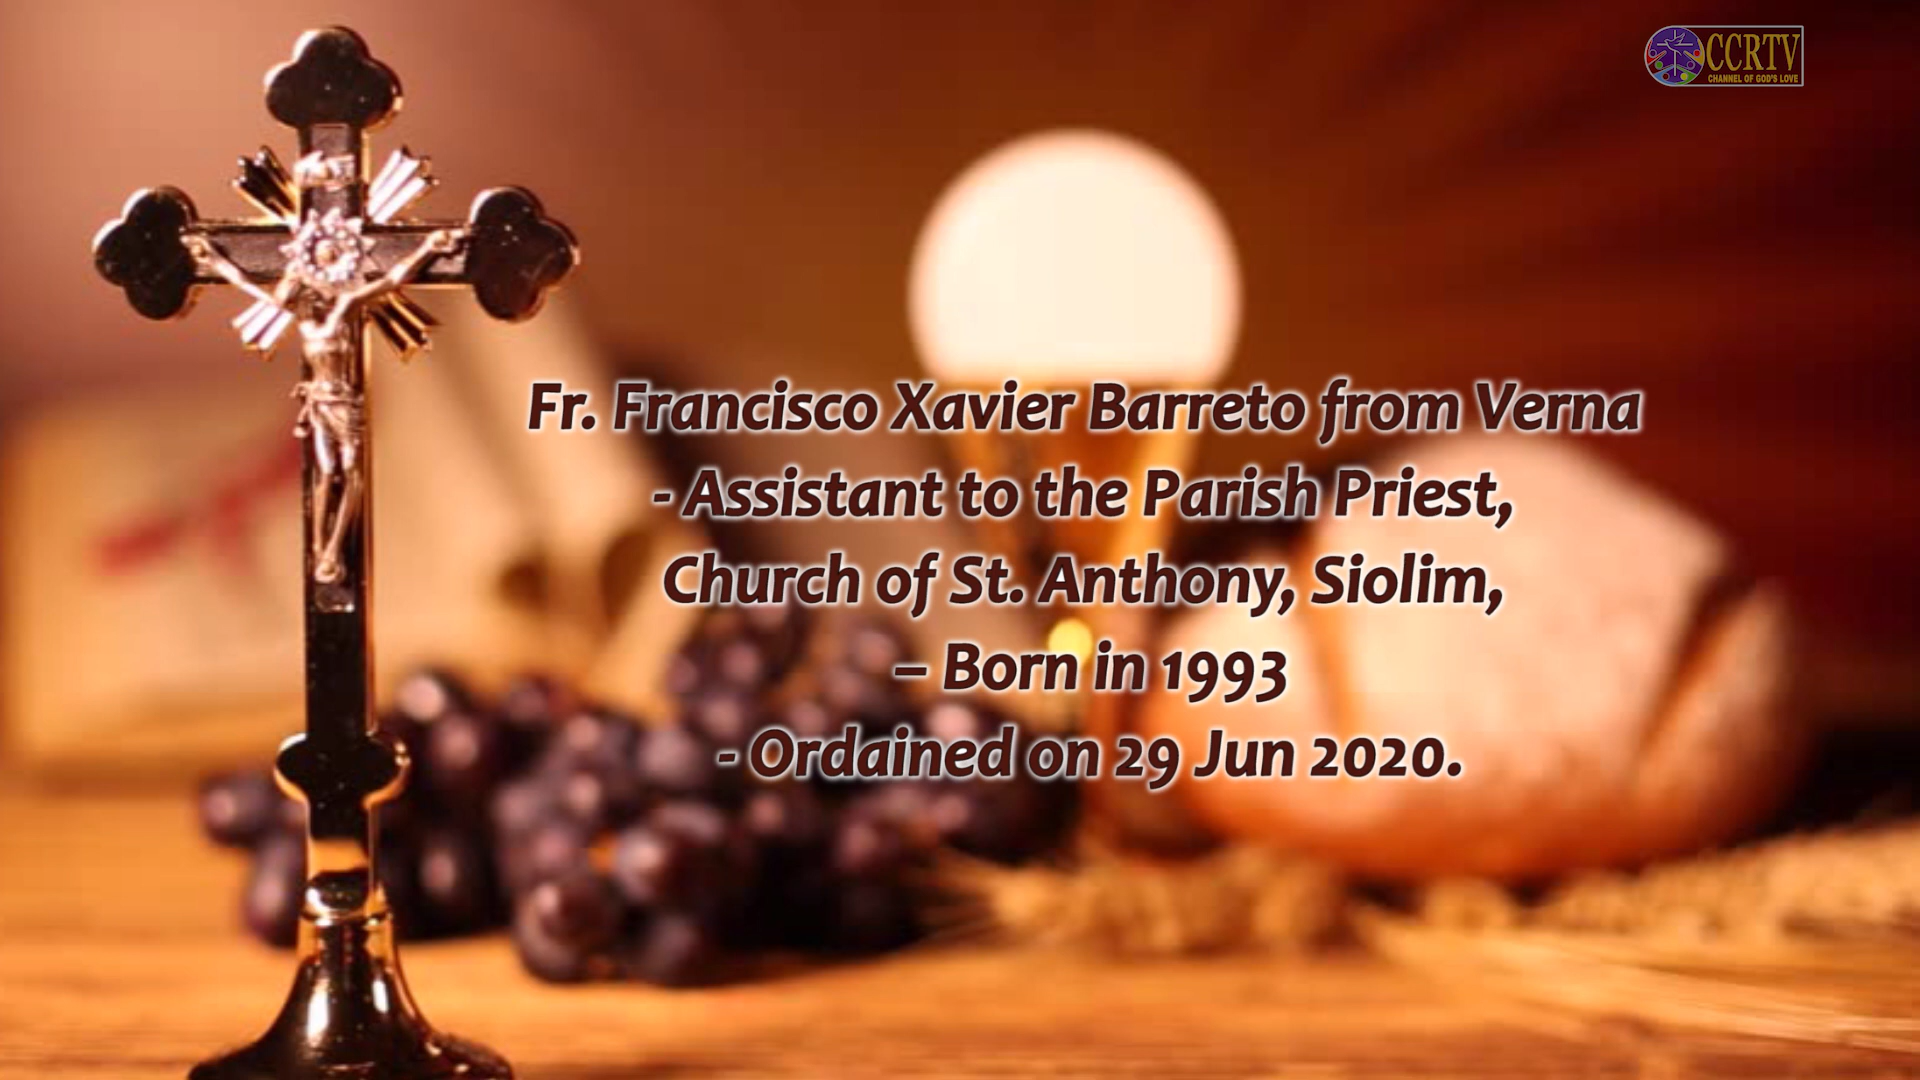 CCRTV
CHANNEL OF GOD'S LOVE
Fr. Francisco Xavier Barreto from Verna
- Assistant to the Parish Priest,
Church of St. Anthony, Siolim,
– Born in 1993
- Ordained on 29 Jun 2020.